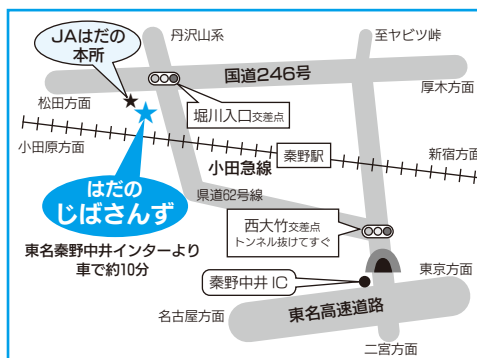 丹沢山系
至ヤビツ峠
JAはだの
本所
国道246号
厚木方面
松田方面
堀川入口交差点
小田原方面
小田急線
秦野駅
新宿方面
はだの
じばさんず
県道62号線
西大竹交差点
トンネル抜けてすぐ
東名秦野中井インターより
車で約10分
秦野中井IC
東京方面
東名高速道路
名古屋方面
二宮方面